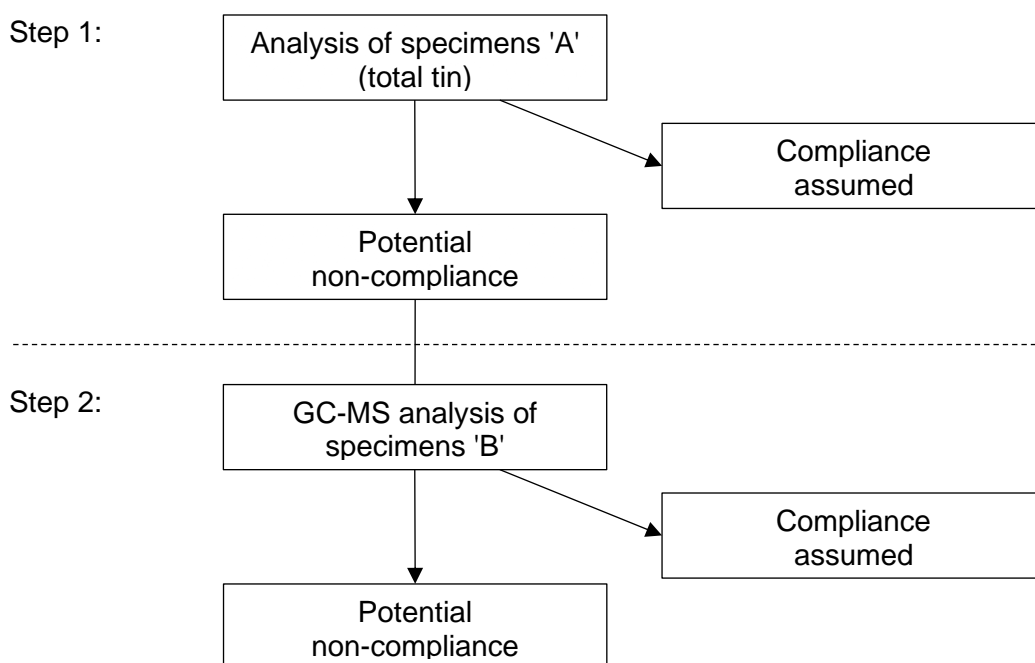 Step 1:
Analysis of specimens 'A'
(total tin)
Compliance
assumed
Potential
non-compliance
Step 2:
GC-MS analysis of
specimens 'B'
Compliance
assumed
Potential
non-compliance